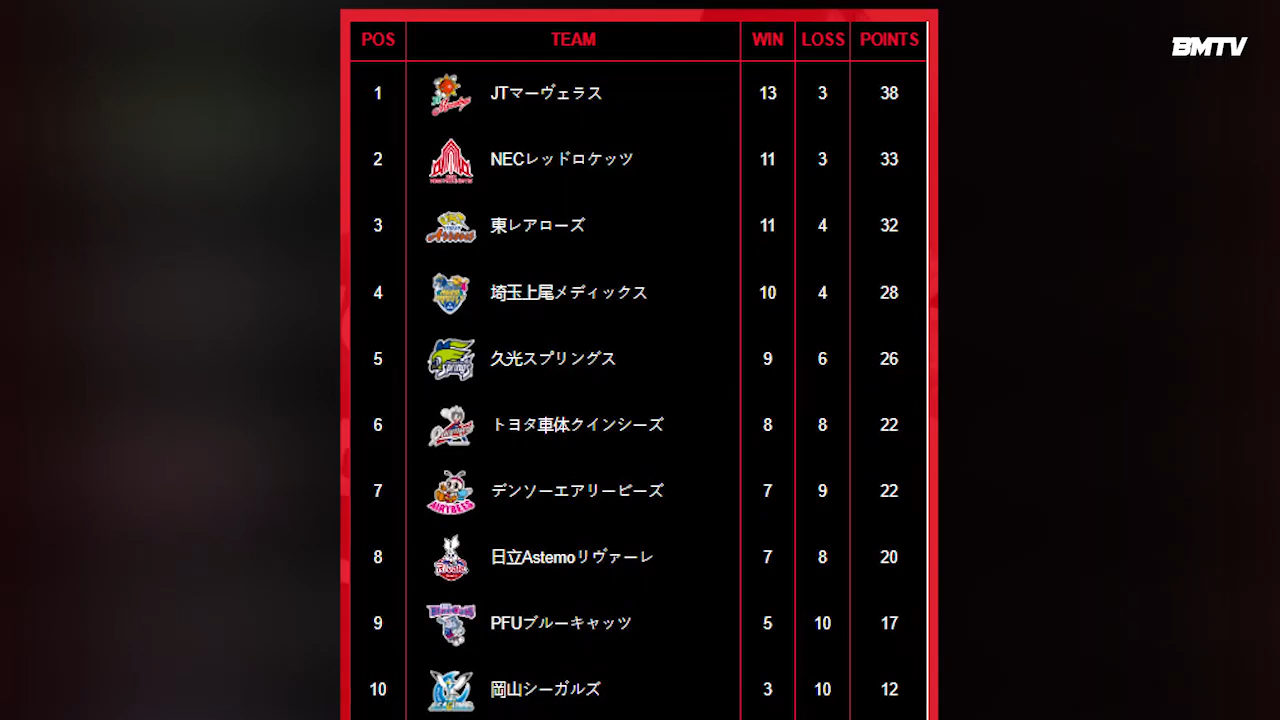 BMTV
POS TEAM WIN LOSS POINTS
1 JTマーヴェラス 13 3 38
2 NECレッドロケッツ 11 3 33
3 東レアローズ 11 4 32
4 埼玉上尾メディックス 10 4 28
5 久光スプリングス 9 6 26
Springs
6 トヨタ車体クインシーズ 8 8 22
7 デンソーエアリービーズ 7 9 22
AIRYBEES
8 日立Astemoリヴァーレ 7 8 20
9 PFUブルーキャッツ 5 10 17
10 岡山シーガルズ 3 10 12